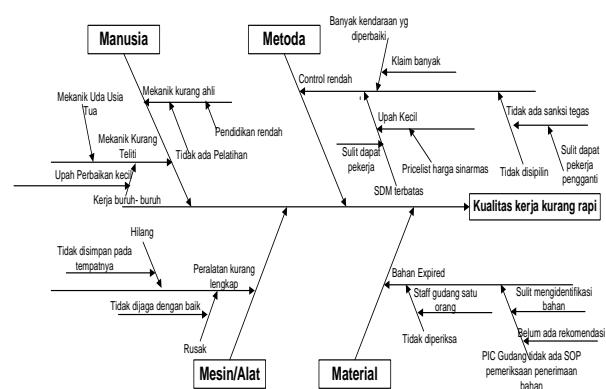 Manusia
Metoda
Banyak kendaraan yg
diperbaiki
Klaim banyak
Control rendah
Mekanik kurang ahli
Mekanik Uda Usia
Tua
Pendidikan rendah
Mekanik Kurang
Teliti
Tidak ada Pelatihan
Upah Perbaikan kecil
Kerja buruh- buruh
Upah Kecil
Sulit dapat
pekerja
Pricelist harga sinarmas
SDM terbatas
Tidak ada sanksi tegas
Sulit dapat
pekerja
pengganti
Tidak disipilin
Kualitas kerja kurang rapi
Hilang
Tidak disimpan pada
tempatnya
Peralatan kurang
lengkap
Tidak dijaga dengan baik
Rusak
Mesin/Alat
Bahan Expired
Staff gudang satu
orang
Tidak diperiksa
Sulit mengidentifikasi
bahan
Belum ada rekomendasi
PIC Gudang tidak ada SOP
pemeriksaan penerimaan
bahan
Material